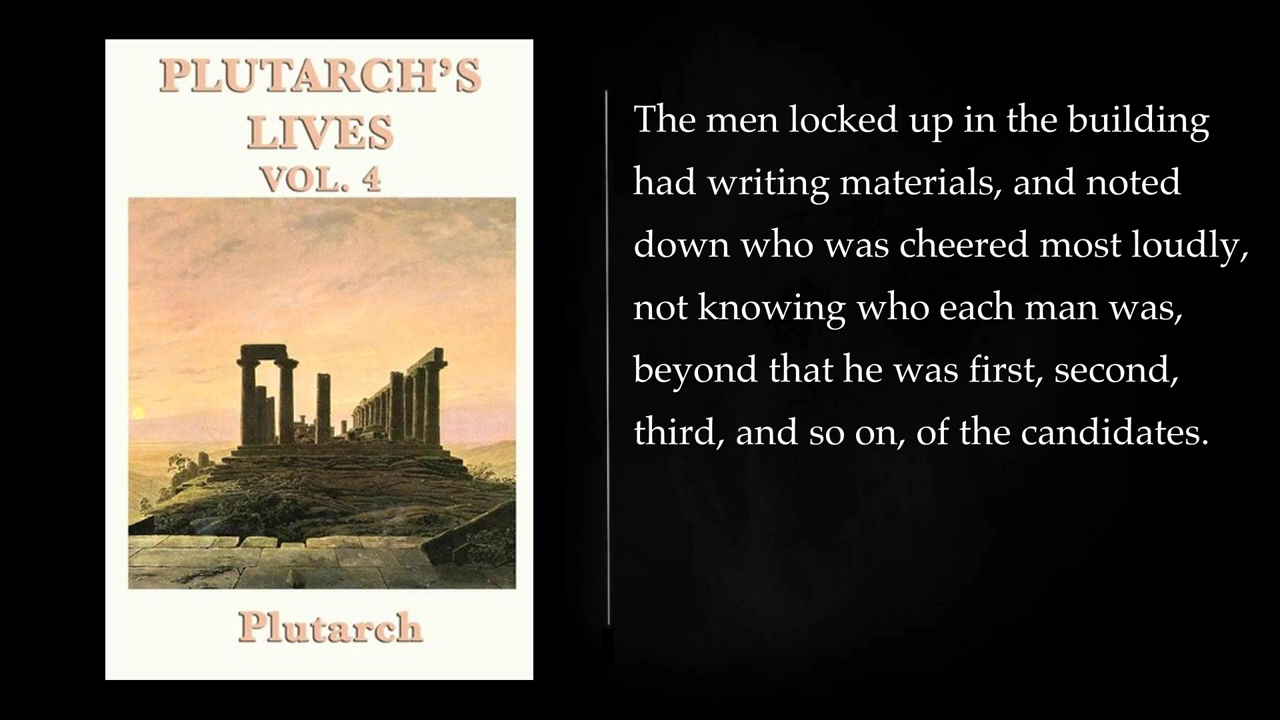 PLUTARCH'S
LIVES
VOL. 4
Plutarch
The men locked up in the building
had writing materials, and noted
down who was cheered most loudly,
not knowing who each man was,
beyond that he was first, second,
third, and so on, of the candidates.